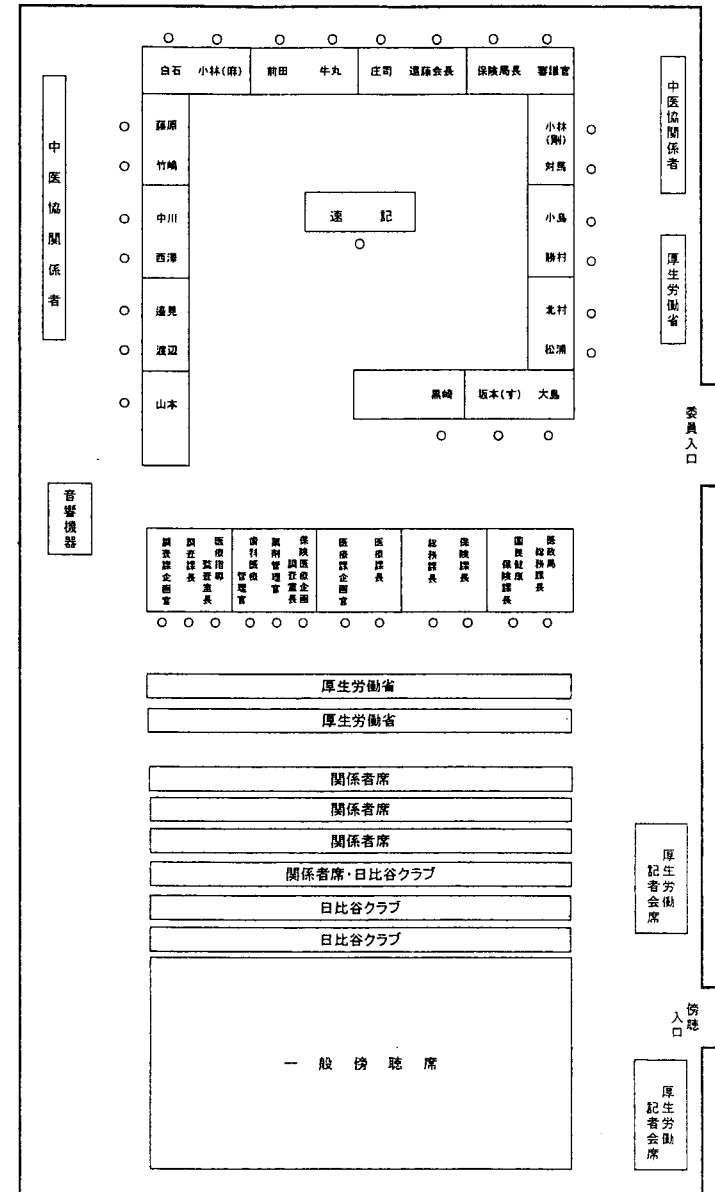 白石 小林(麻) 前田 牛丸 庄司 遠藤会長 保険局長 審議官
中医協関係者
藤原
竹嶋
中川
西澤
邉見
渡辺
山本
速記
小林(剛)
対馬
小島
勝村
北村
松浦
黒崎 坂本(す) 大島
中医協関係者
厚生労働省
委員入口
音響機器
調査課企画官
調査課長
医療指導監査室長
歯科医療管理官
薬剤管理官
保険医療企画調査室長
医療課企画官
医療課長
総務課長
保険課長
国民健康保険課長
医政局総務課長
厚生労働省
厚生労働省
関係者席
関係者席
関係者席
関係者席・日比谷クラブ
日比谷クラブ
日比谷クラブ
厚生労働記者会席
傍聴入口
一般傍聴席
厚生労働記者会席